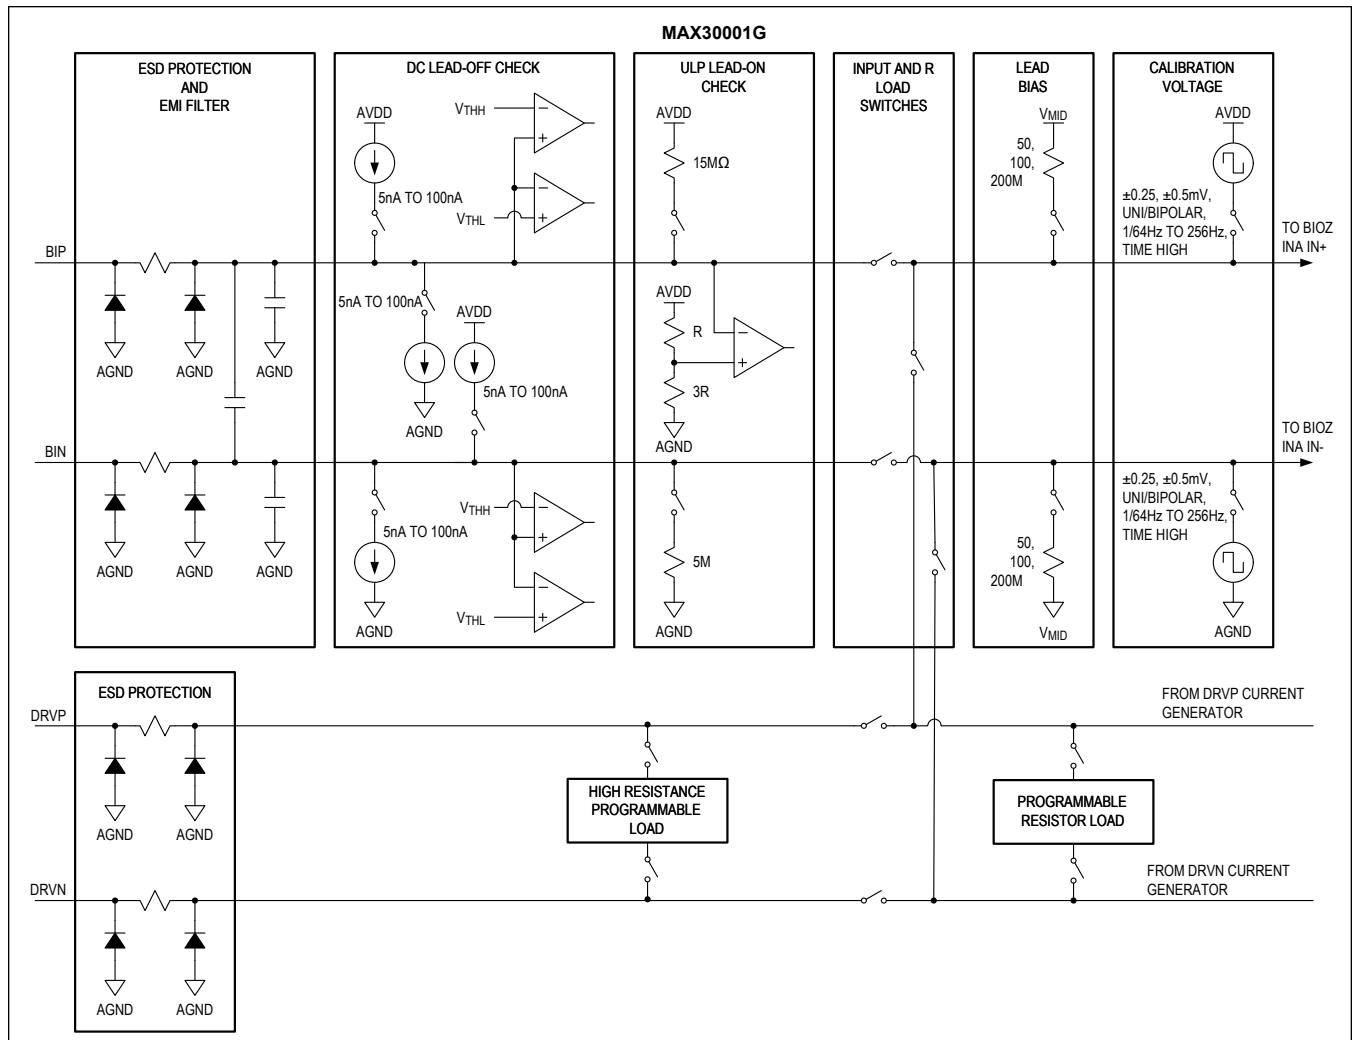 MAX30001G
ESD PROTECTION
AND
EMI FILTER
DC LEAD-OFF CHECK
ULP LEAD-ON
CHECK
INPUT AND R
LOAD
SWITCHES
LEAD
BIAS
CALIBRATION
VOLTAGE
AVDD
5nA TO 100nA
VTHH
VTHL
AVDD
15MΩ
VMID
50,
100,
200M
AVDD
±0.25, ±0.5mV,
UNI/BIPOLAR,
1/64Hz TO 256Hz,
TIME HIGH
TO BIOZ
INA IN+
BIP
AGND
AGND
AGND
5nA TO 100nA
AGND
AVDD
5nA TO 100nA
AVDD
R
3R
AGND
BIN
TO BIOZ
INA IN-
AGND
AGND
AGND
5nA TO 100nA
AGND
VTHH
VTHL
5M
AGND
50,
100,
200M
VMID
±0.25, ±0.5mV,
UNI/BIPOLAR,
1/64Hz TO 256Hz,
TIME HIGH
AGND
ESD PROTECTION
DRVP
FROM DRVP CURRENT
GENERATOR
AGND
AGND
HIGH RESISTANCE
PROGRAMMABLE
LOAD
PROGRAMMABLE
RESISTOR LOAD
DRVN
FROM DRVN CURRENT
GENERATOR
AGND
AGND